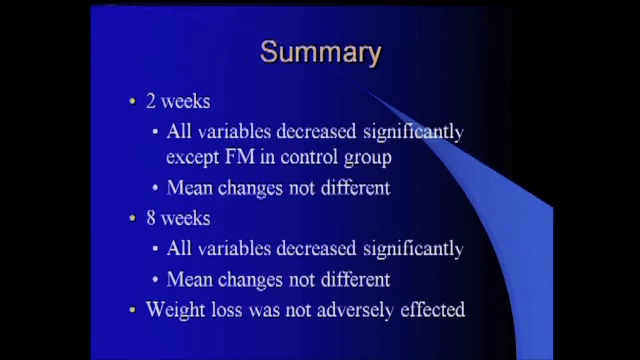 Summary
• 2 weeks
• All variables decreased significantly
except FM in control group
• Mean changes not different
• 8 weeks
• All variables decreased significantly
• Mean changes not different
• Weight loss was not adversely effected